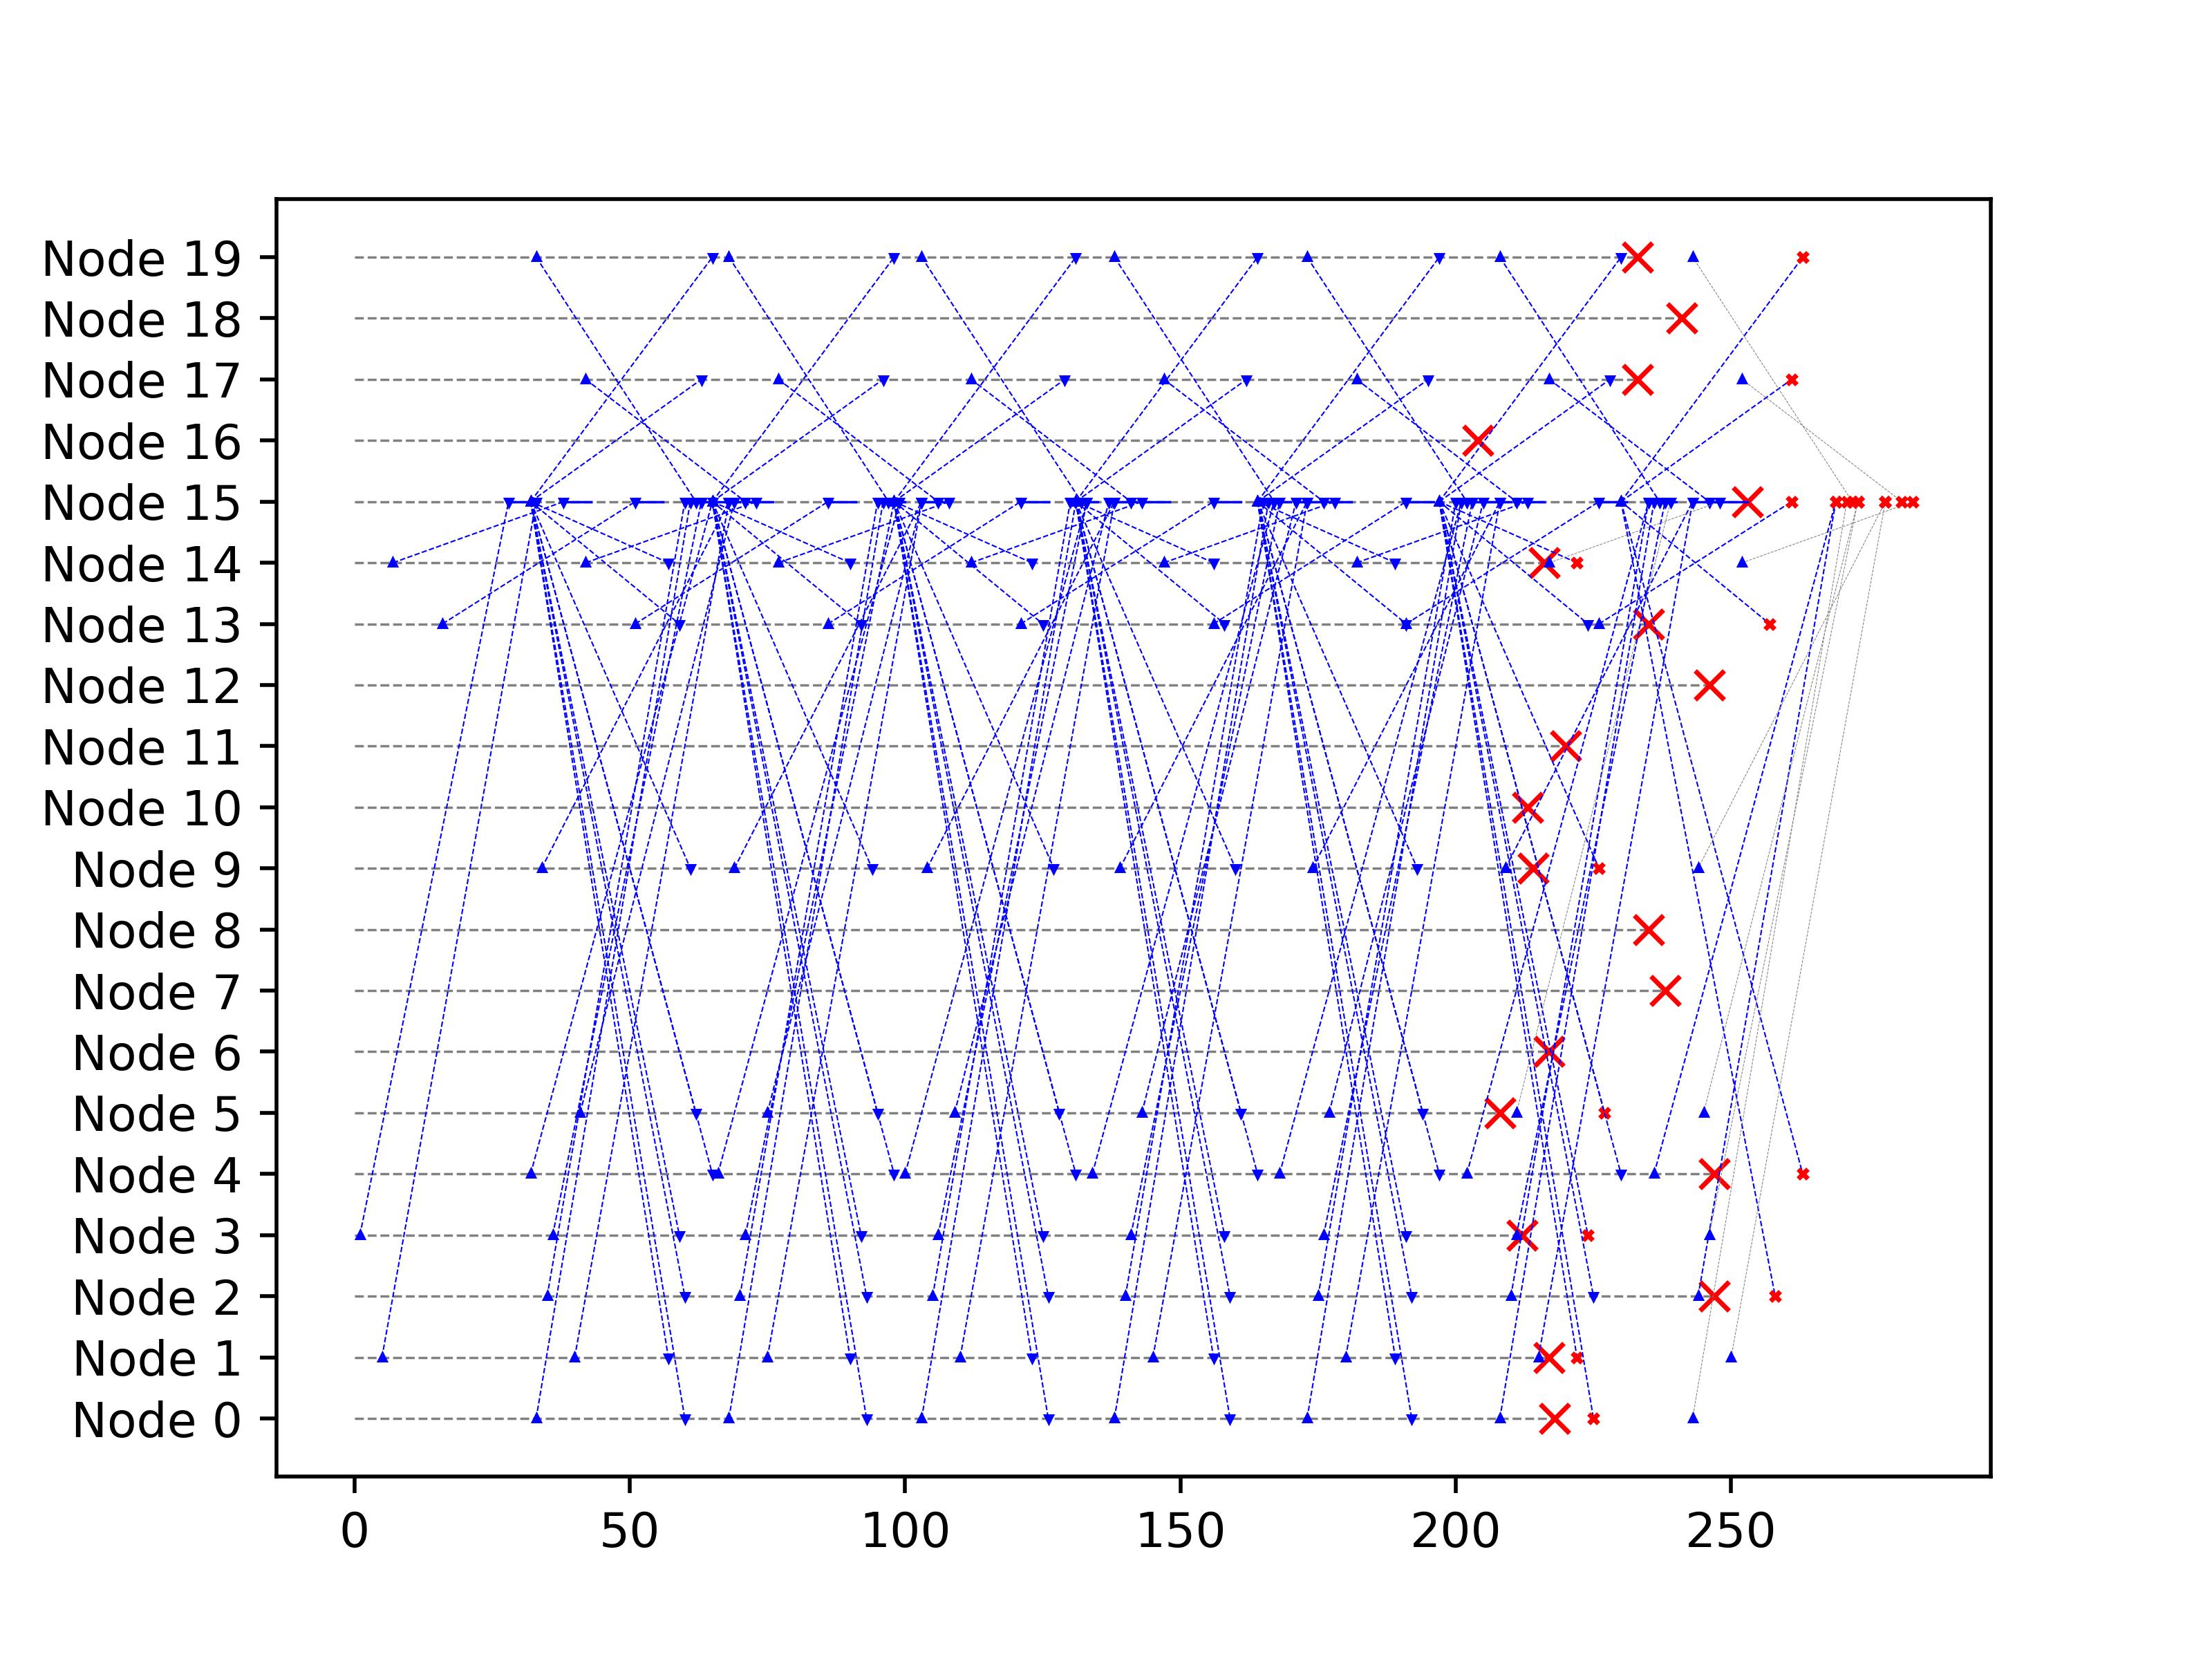 Node 19
Node 18
Node 17
Node 16
Node 15
Node 14
Node 13
Node 12
Node 11
Node 10
Node 9
Node 8
Node 7
Node 6
Node 5
Node 4
Node 3
Node 2
Node 1
Node 0
0 50 100 150 200 250